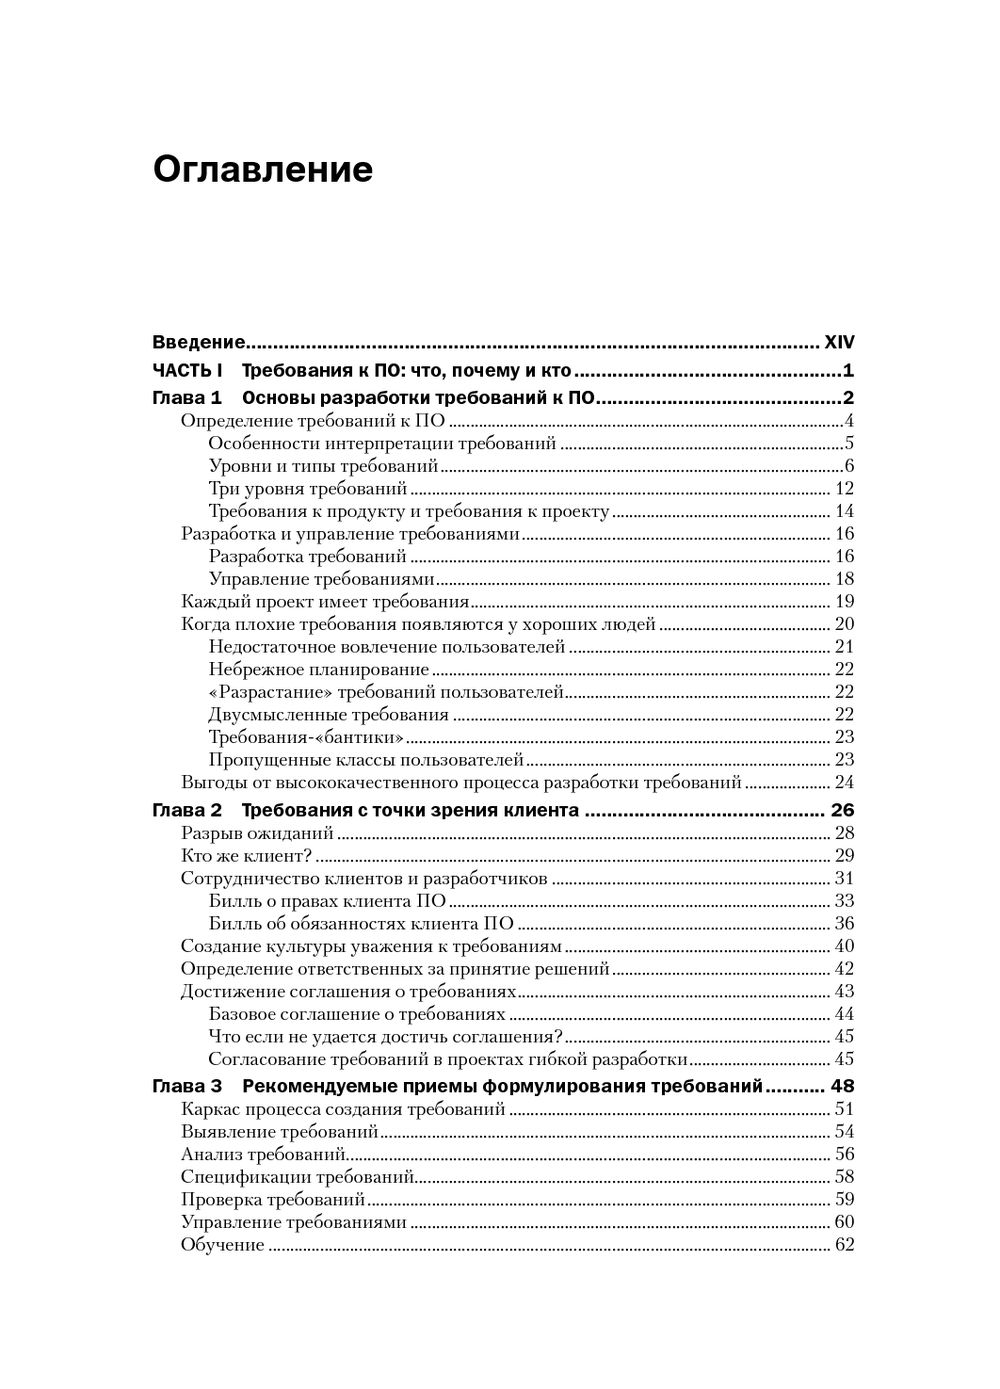 Оглавление
Введение.......... XIV
ЧАСТЬ I Требования к ПО: что, почему и кто..........1
Глава 1 Основы разработки требований к ПО..........2
Определение требований к ПО ..........4
Особенности интерпретации требований ..........5
Уровни и типы требований..........6
Три уровня требований .......... 12
Требования к продукту и требования к проекту.......... 14
Разработка и управление требованиями.......... 16
Разработка требований .......... 16
Управление требованиями.......... 18
Каждый проект имеет требования.......... 19
Когда плохие требования появляются у хороших людей .......... 20
Недостаточное вовлечение пользователей .......... 21
Небрежное планирование .......... 22
«Разрастание» требований пользователей.......... 22
Двусмысленные требования .......... 22
Требования-«бантики».......... 23
Пропущенные классы пользователей.......... 23
Выгоды от высококачественного процесса разработки требований .......... 24
Глава 2 Требования с точки зрения клиента .......... 26
Разрыв ожиданий .......... 28
Кто же клиент? .......... 29
Сотрудничество клиентов и разработчиков .......... 31
Билль о правах клиента ПО .......... 33
Билль об обязанностях клиента ПО .......... 36
Создание культуры уважения к требованиям .......... 40
Определение ответственных за принятие решений.......... 42
Достижение соглашения о требованиях.......... 43
Базовое соглашение о требованиях .......... 44
Что если не удается достичь соглашения?.......... 45
Согласование требований в проектах гибкой разработки.......... 45
Глава 3 Рекомендуемые приемы формулирования требований.......... 48
Каркас процесса создания требований .......... 51
Выявление требований.......... 54
Анализ требований.......... 56
Спецификации требований.......... 58
Проверка требований.......... 59
Управление требованиями .......... 60
Обучение .......... 62